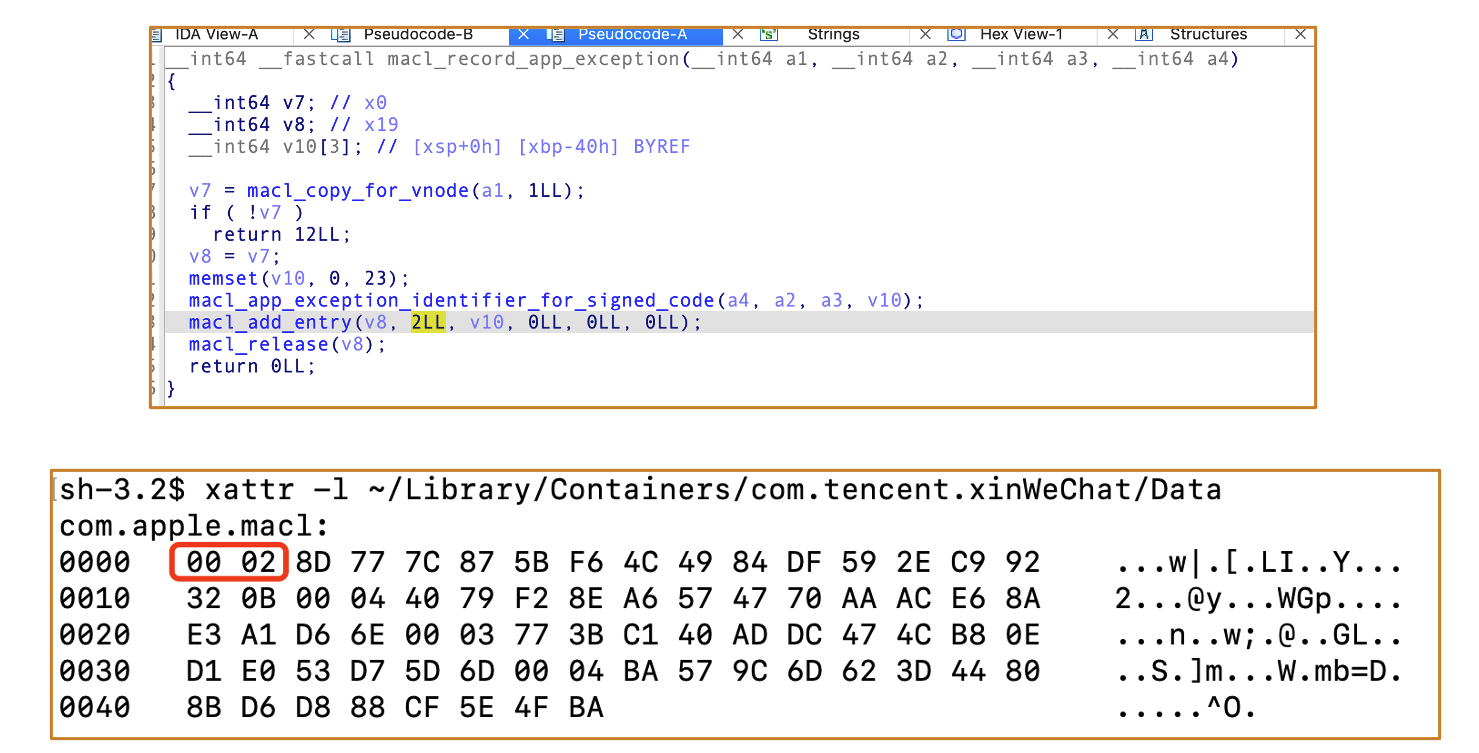 IDA View-A Pseudocode-B Pseudocode-A Strings Hex View-1 Structures
__int64 __fastcall macl_record_app_exception(__int64 a1, __int64 a2, __int64 a3, __int64 a4)
{
__int64 v7; // x0
__int64 v8; // x19
__int64 v10[3]; // [xsp+0h] [xbp-40h] BYREF
v7 = macl_copy_for_vnode(a1, 1LL);
if ( !v7 )
return 12LL;
v8 = v7;
memset(v10, 0, 23);
macl_app_exception_identifier_for_signed_code(a4, a2, a3, v10);
macl_add_entry(v8, 2LL, v10, 0LL, 0LL, 0LL);
macl_release(v8);
return 0LL;
}
sh-3.2$ xattr -l ~/Library/Containers/com.tencent.xinWeChat/Data
com.apple.macl:
0000 00 02 8D 77 7C 87 5B F6 4C 49 84 DF 59 2E C9 92 ...w|.[.LI..Y...
0010 32 0B 00 04 40 79 F2 8E A6 57 47 70 AA AC E6 8A 2...@y...WGp....
0020 E3 A1 D6 6E 00 03 77 3B C1 40 AD DC 47 4C B8 0E ...n..w;.@..GL..
0030 D1 E0 53 D7 5D 6D 00 04 BA 57 9C 6D 62 3D 44 80 ..S.]m...W.mb=D.
0040 8B D6 D8 88 CF 5E 4F BA .....^O.